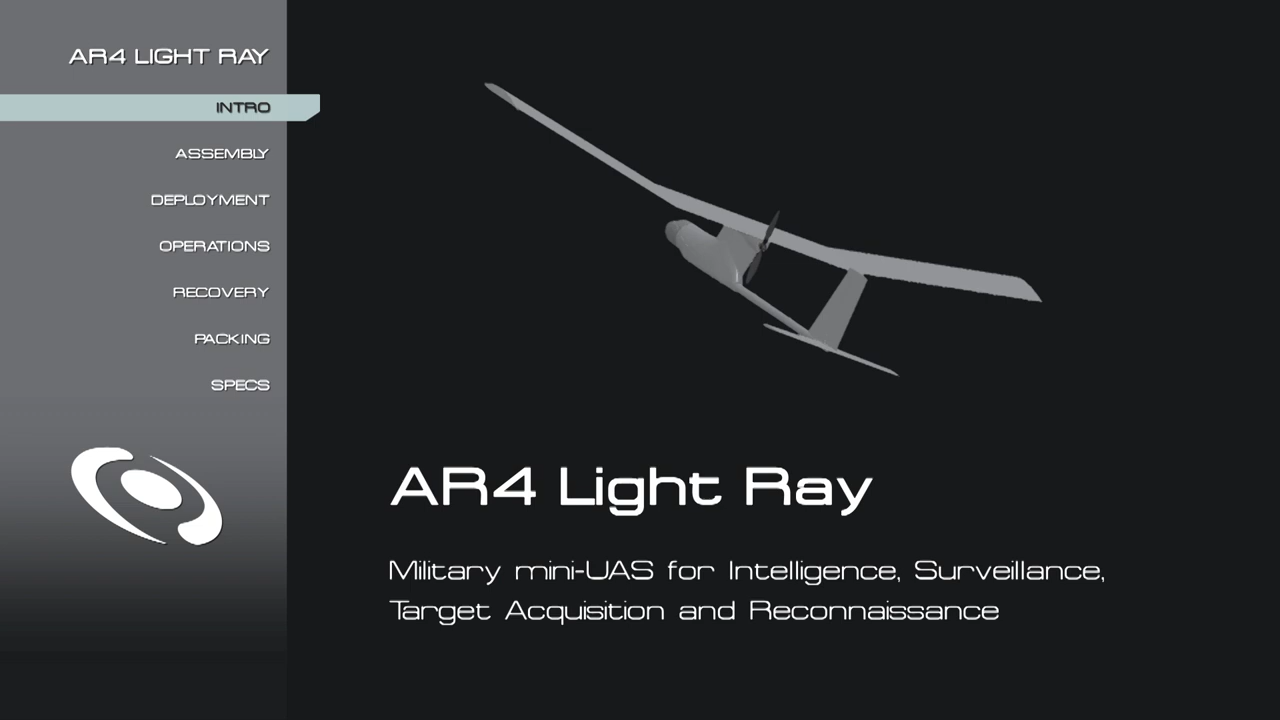 AR4 LIGHT RAY
INTRO
ASSEMBLY
DEPLOYMENT
OPERATIONS
RECOVERY
PACKING
SPECS
AR4 Light Ray
Military mini-UAS for Intelligence, Surveillance,
Target Acquisition and Reconnaissance